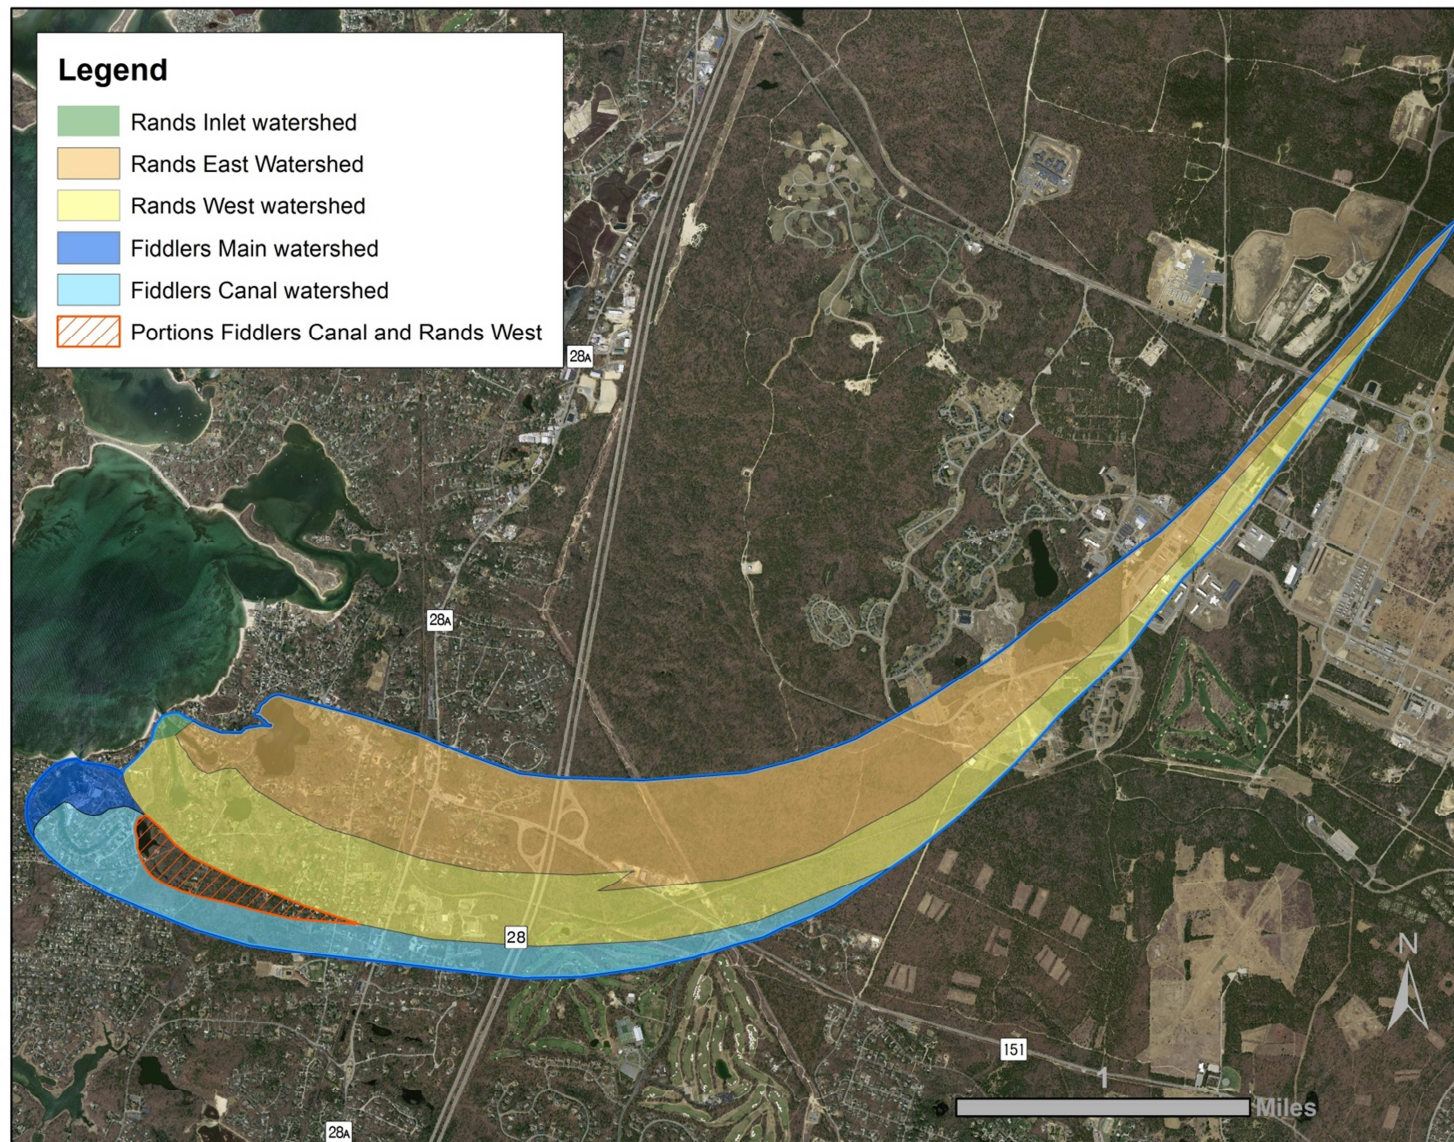 Legend
Rands Inlet watershed
Rands East Watershed
Rands West watershed
Fiddlers Main watershed
Fiddlers Canal watershed
Portions Fiddlers Canal and Rands West
28A
28A
28
N
151
1
Miles
28A